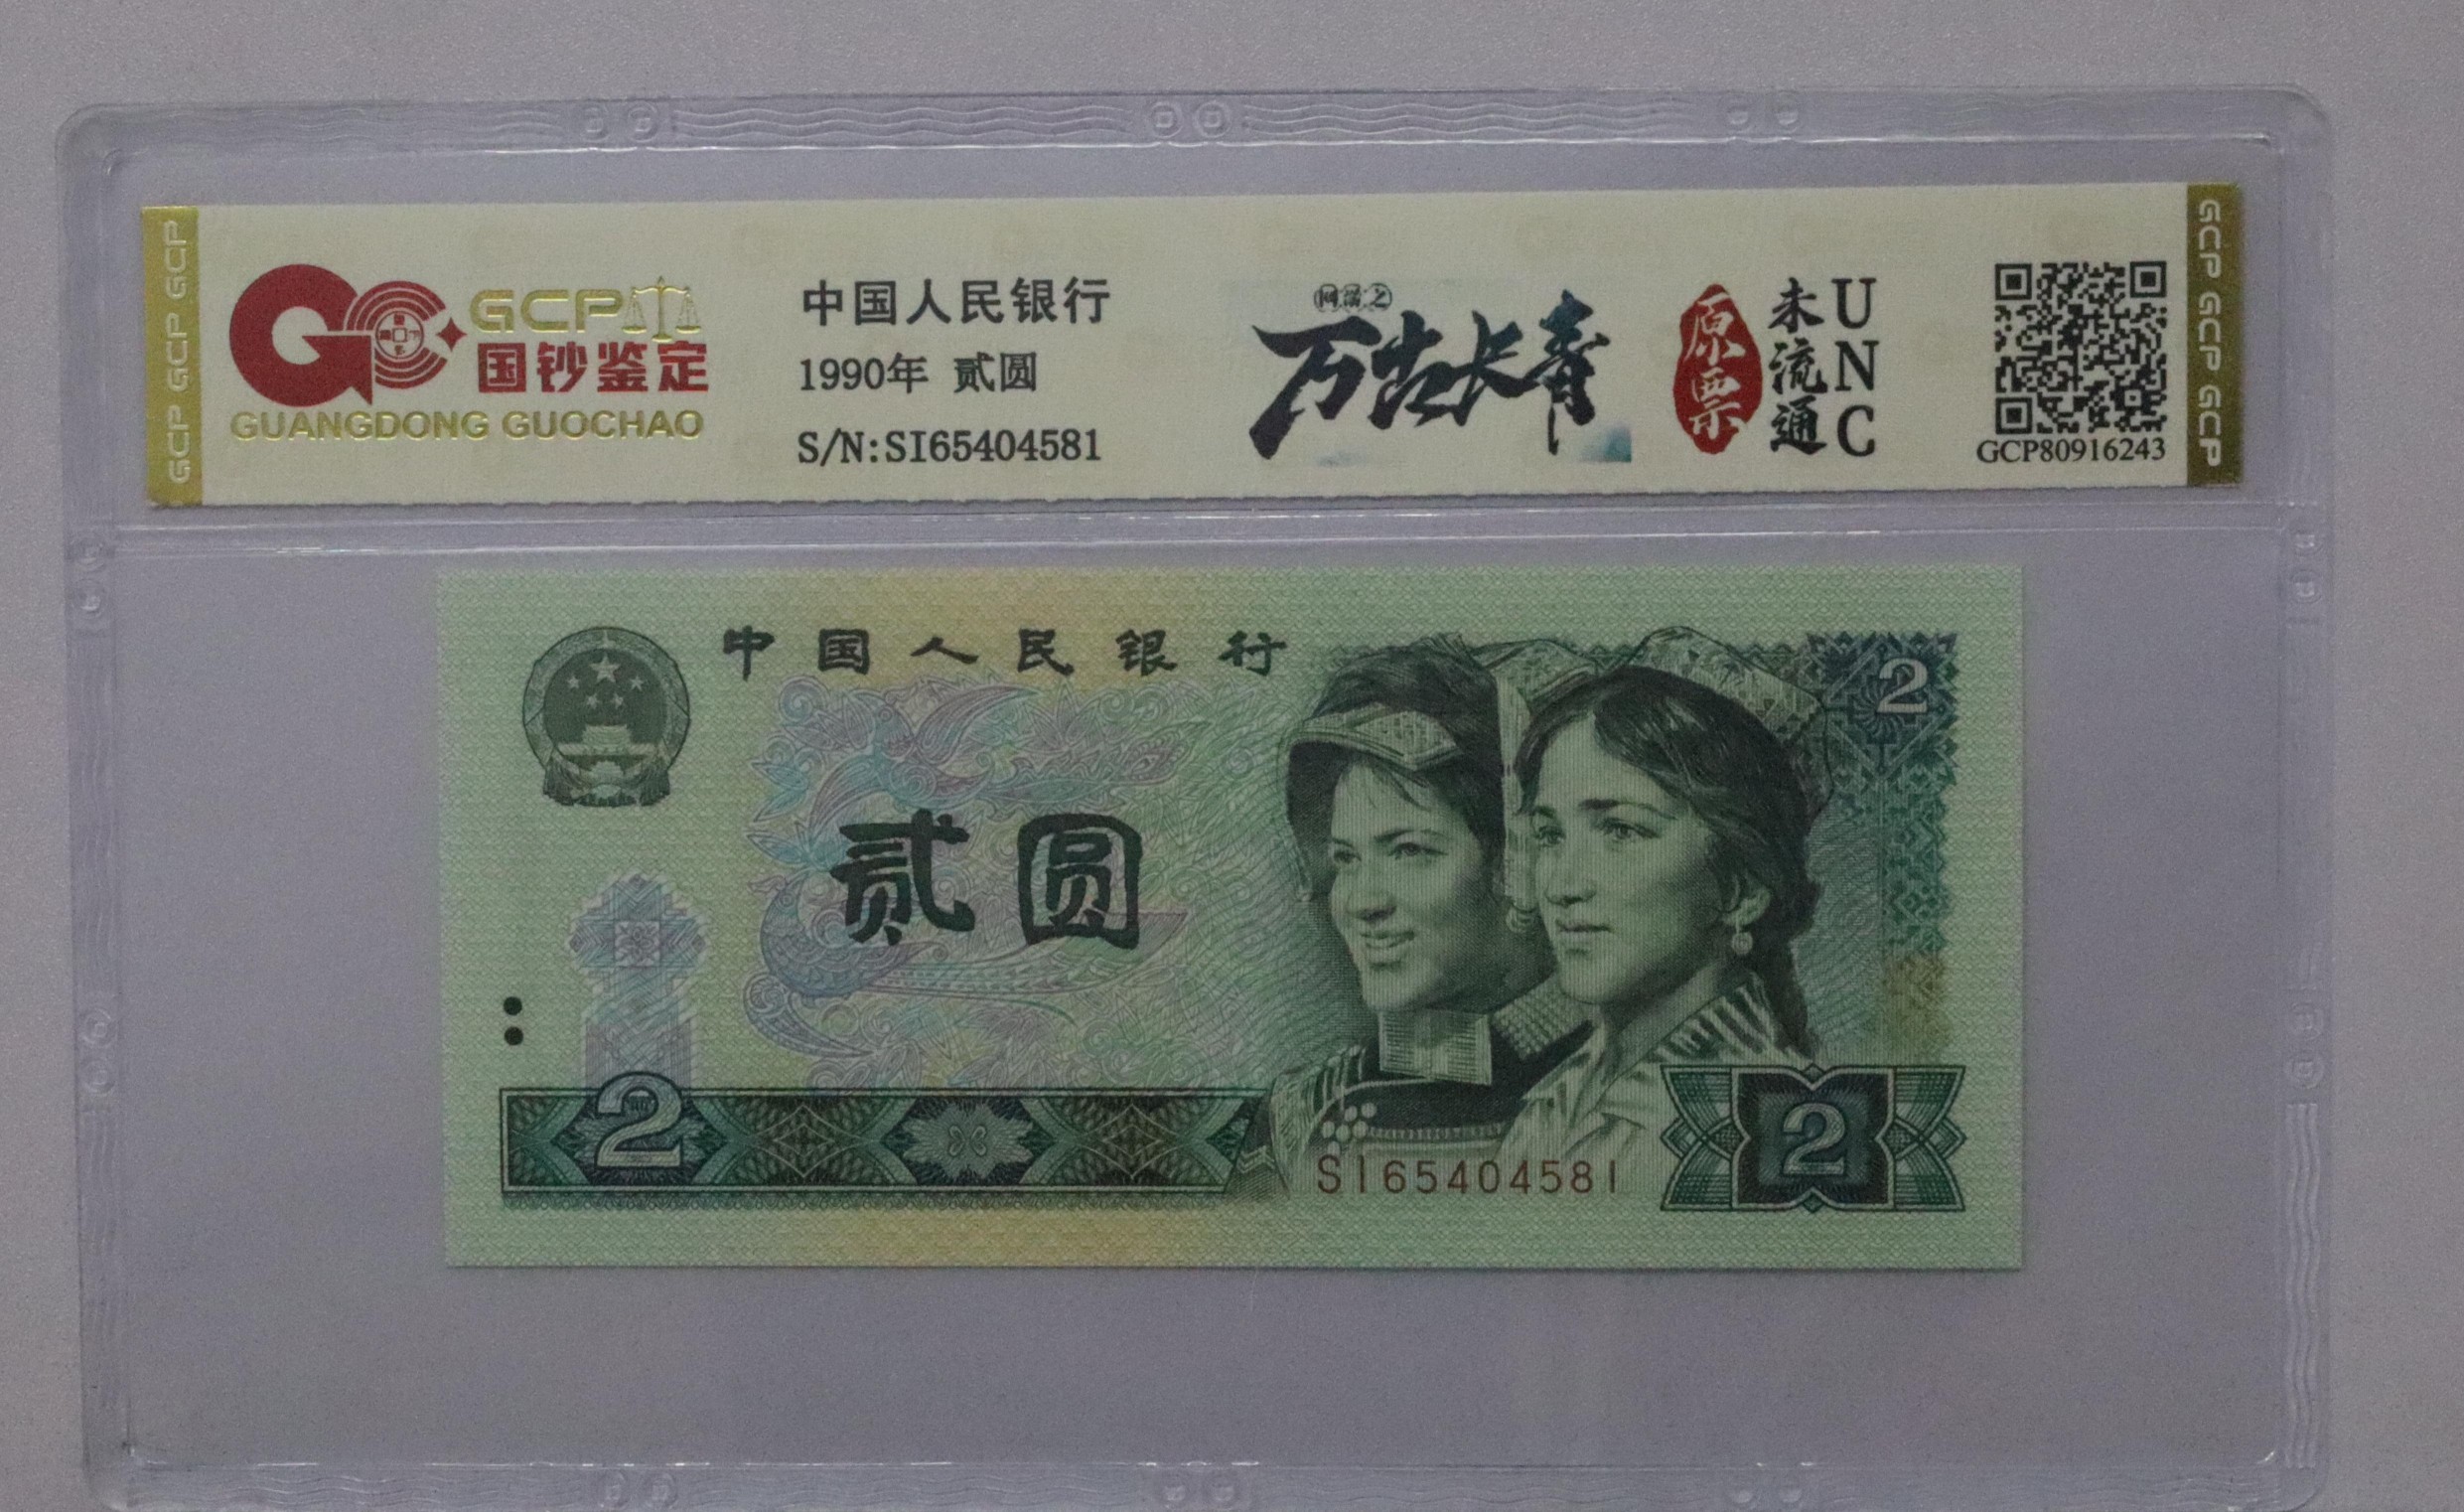 GCP GCP GCP
GCP
国钞鉴定
GUANGDONG GUOCHAO
中国人民银行
1990年 贰圆
S/N:SI65404581
万古长青
原票
未流通
UNC
GCP80916243
GCP GCP GCP
中国人民银行
2
贰圆
2
SI65404581
2